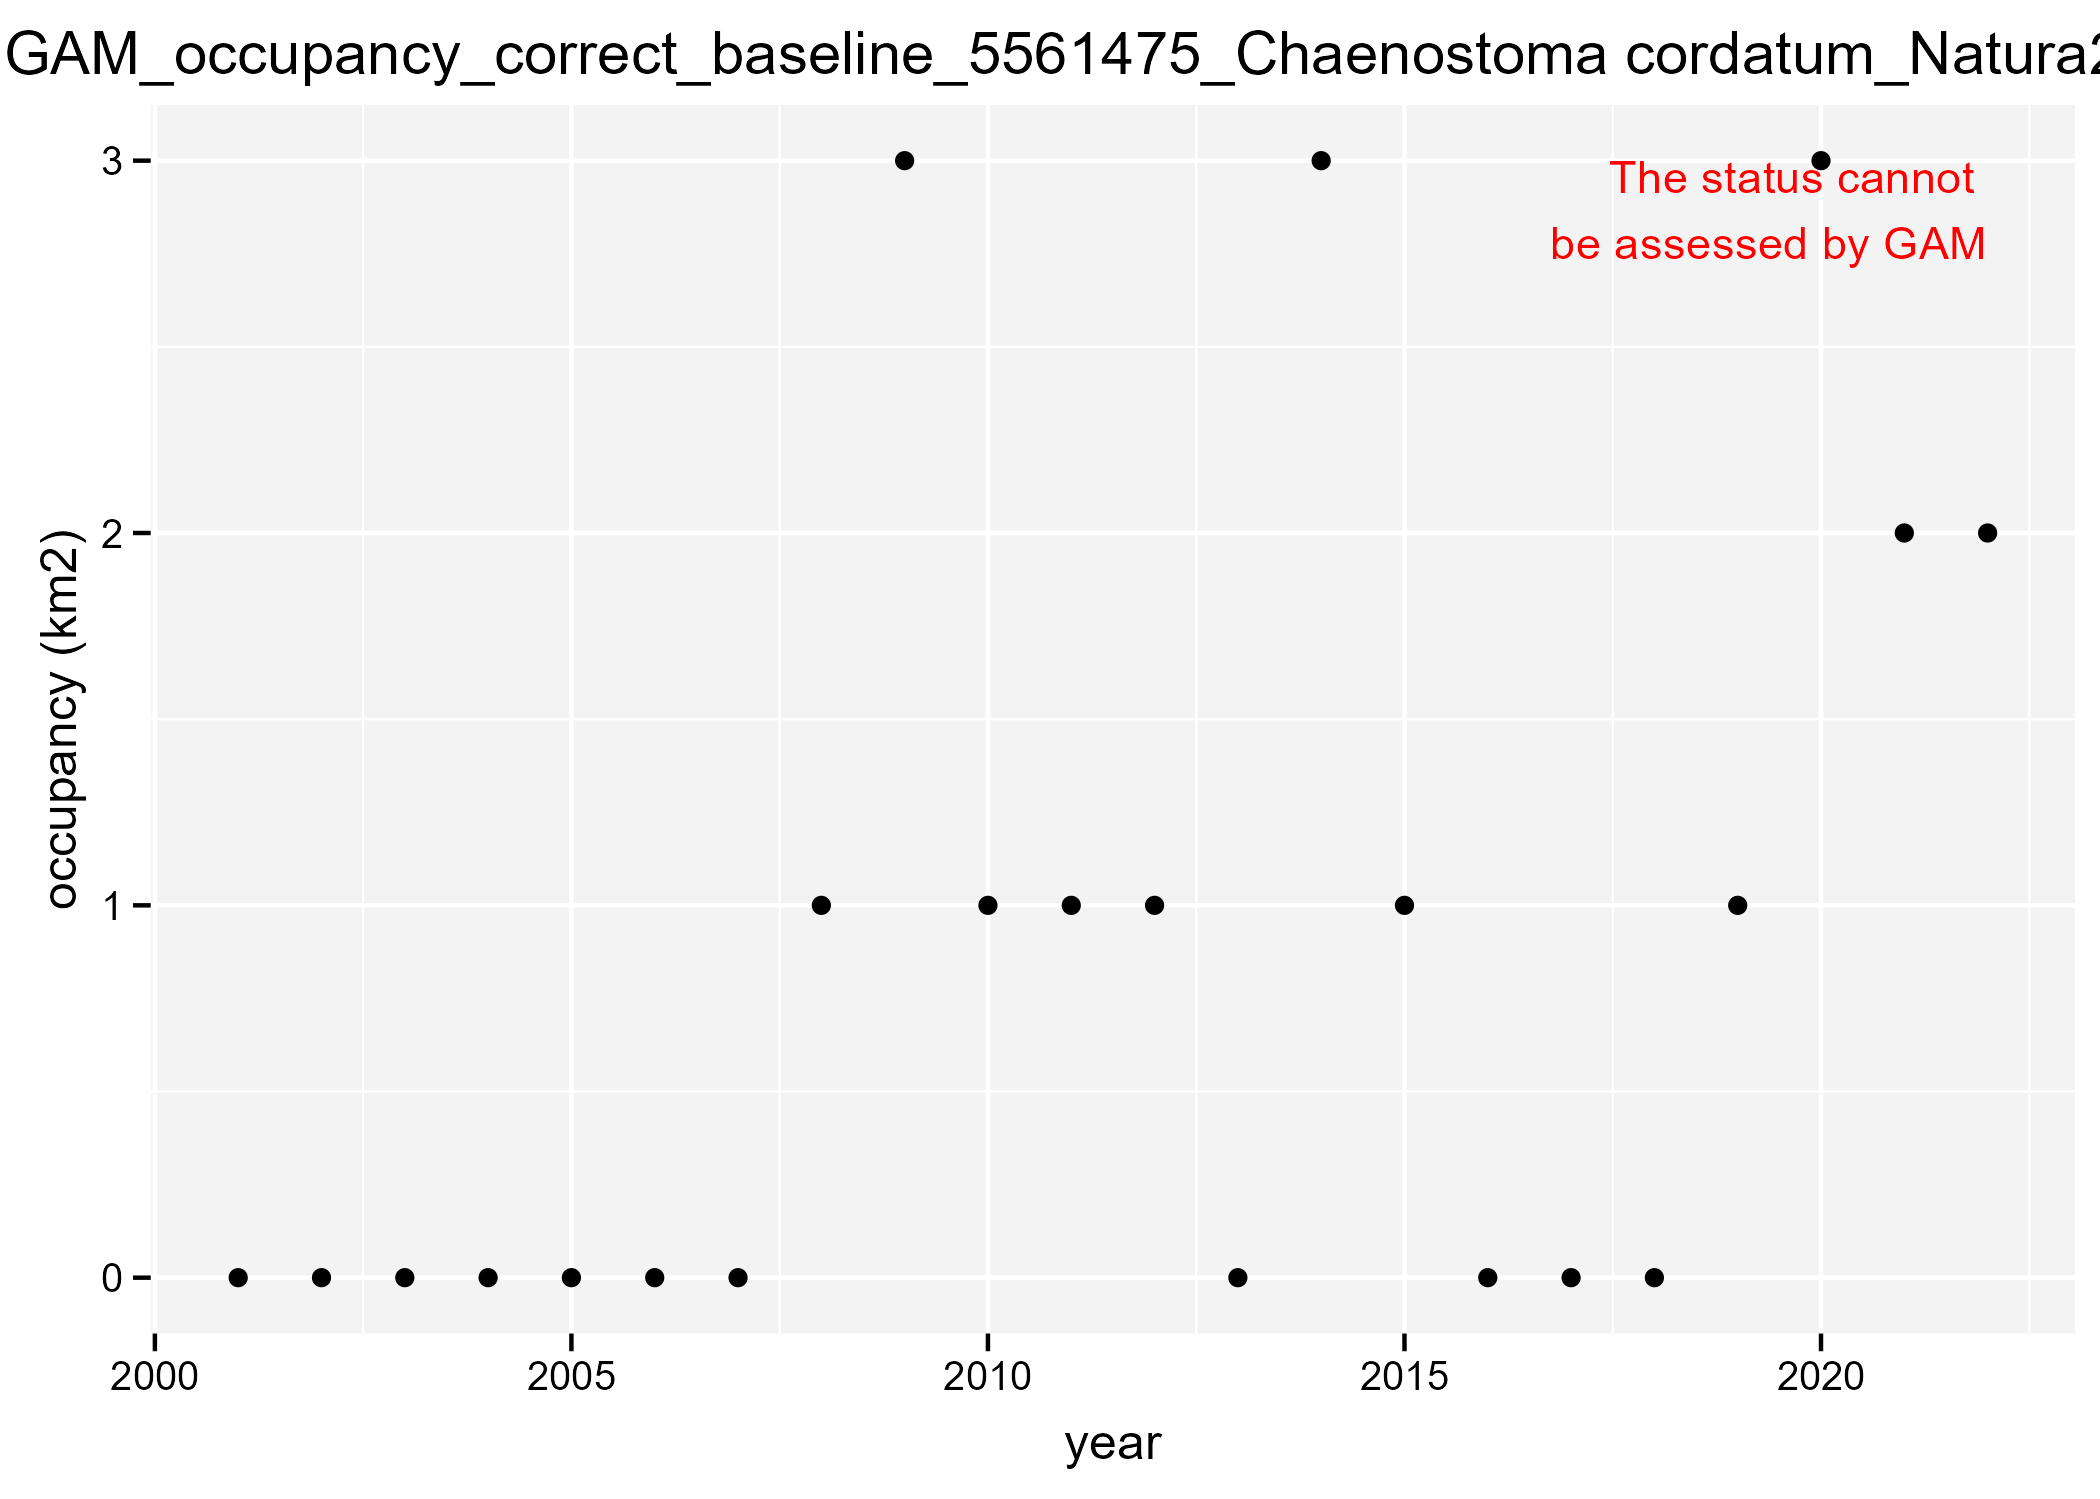 GAM_occupancy_correct_baseline_5561475_Chaenostoma cordatum_Natura2
3
The status cannot
be assessed by GAM
2
occupancy (km2)
1
0
2000 2005 2010 2015 2020
year